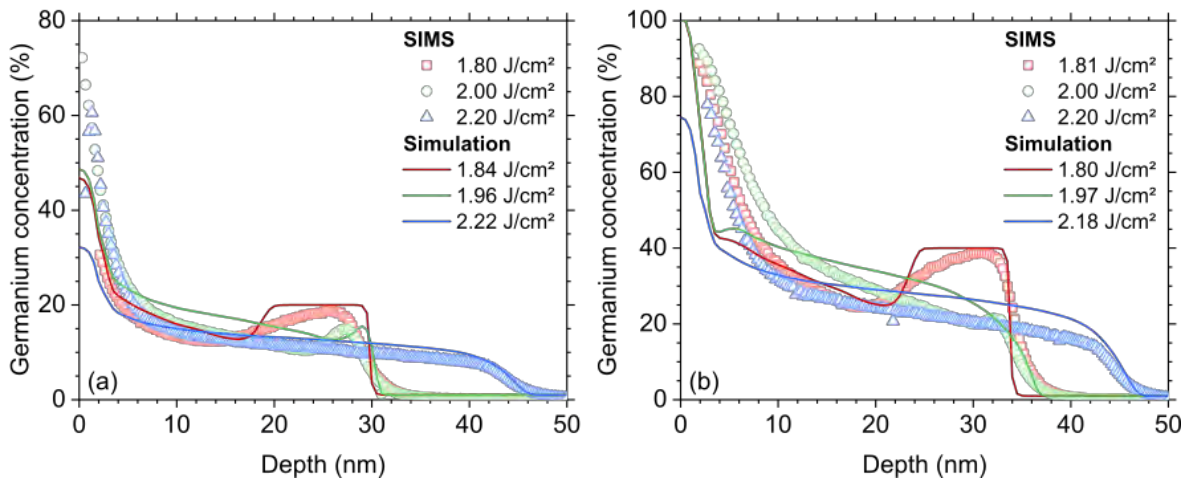 Germanium concentration (%)
80
60
40
20
0
SIMS
1.80 J/cm²
2.00 J/cm²
2.20 J/cm²
Simulation
1.84 J/cm²
1.96 J/cm²
2.22 J/cm²
(a)
0 10 20 30 40 50
Depth (nm)
Germanium concentration (%)
100
80
60
40
20
0
SIMS
1.81 J/cm²
2.00 J/cm²
2.20 J/cm²
Simulation
1.80 J/cm²
1.97 J/cm²
2.18 J/cm²
(b)
0 10 20 30 40 50
Depth (nm)